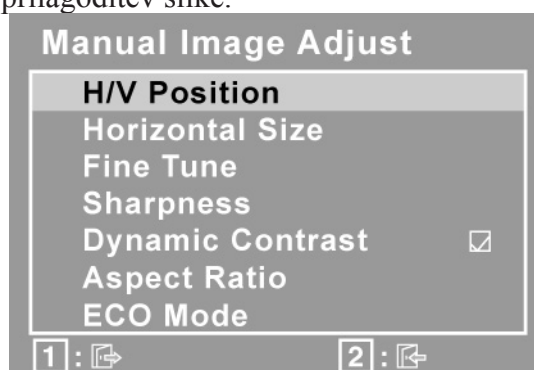 prilagoditev slike.
Manual Image Adjust
H/V Position
Horizontal Size
Fine Tune
Sharpness
Dynamic Contrast
Aspect Ratio
ECO Mode
1: 2: